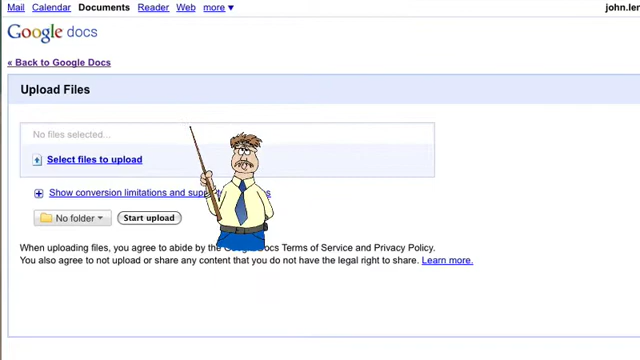 Mail Calendar Documents Reader Web more ▼ john.ler
Google docs
« Back to Google Docs
Upload Files
No files selected...
Select files to upload
Show conversion limitations and
No folder Start upload
When uploading files, you agree to abide by the Docs Terms of Service and Privacy Policy.
You also agree to not upload or share any content that you do not have the legal right to share. Learn more.